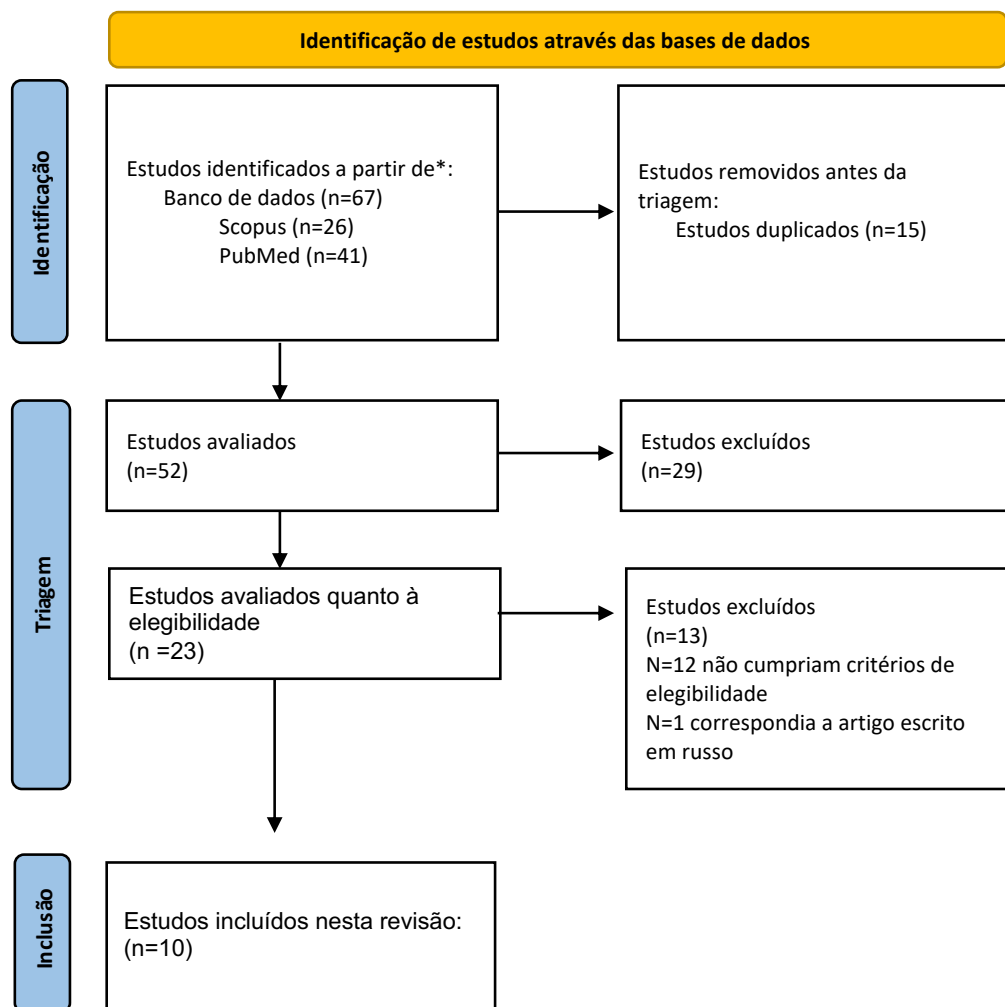 Identificação de estudos através das bases de dados
Identificação
Estudos identificados a partir de*:
Banco de dados (n=67)
Scopus (n=26)
PubMed (n=41)
Estudos removidos antes da
triagem:
Estudos duplicados (n=15)
Triagem
Estudos avaliados
(n=52)
Estudos excluídos
(n=29)
Estudos avaliados quanto à
elegibilidade
(n =23)
Estudos excluídos
(n=13)
N=12 não cumpriam critérios de
elegibilidade
N=1 correspondia a artigo escrito
em russo
Inclusão
Estudos incluídos nesta revisão:
(n=10)